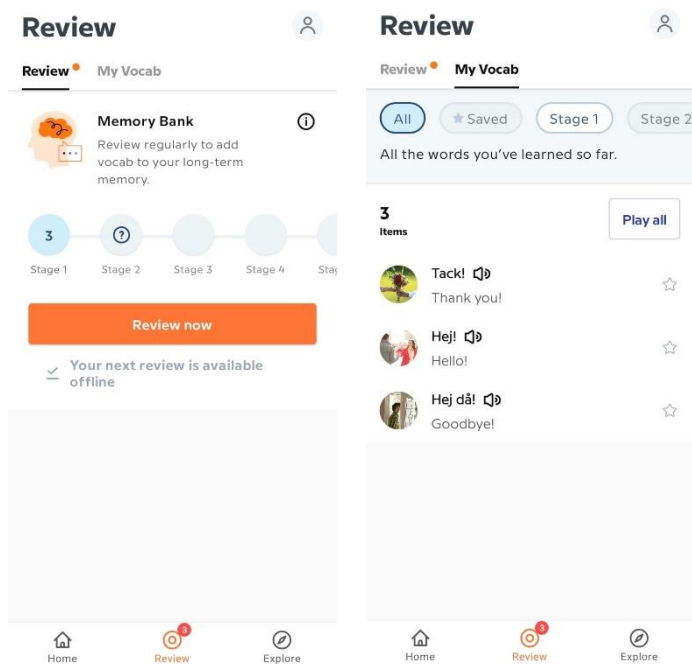 Review
Review My Vocab
Memory Bank
Review regularly to add
vocab to your long-term
memory.
3
Stage 1 Stage 2 Stage 3 Stage 4 Stag
Review now
Your next review is available
offline
Home
3
Review
Explore
Review
Review My Vocab
All Saved Stage 1 Stage 2
All the words you've learned so far.
3
Items
Play all
Tack!
Thank you!
Hej!
Hello!
Hej då!
Goodbye!
Home
3
Review
Explore